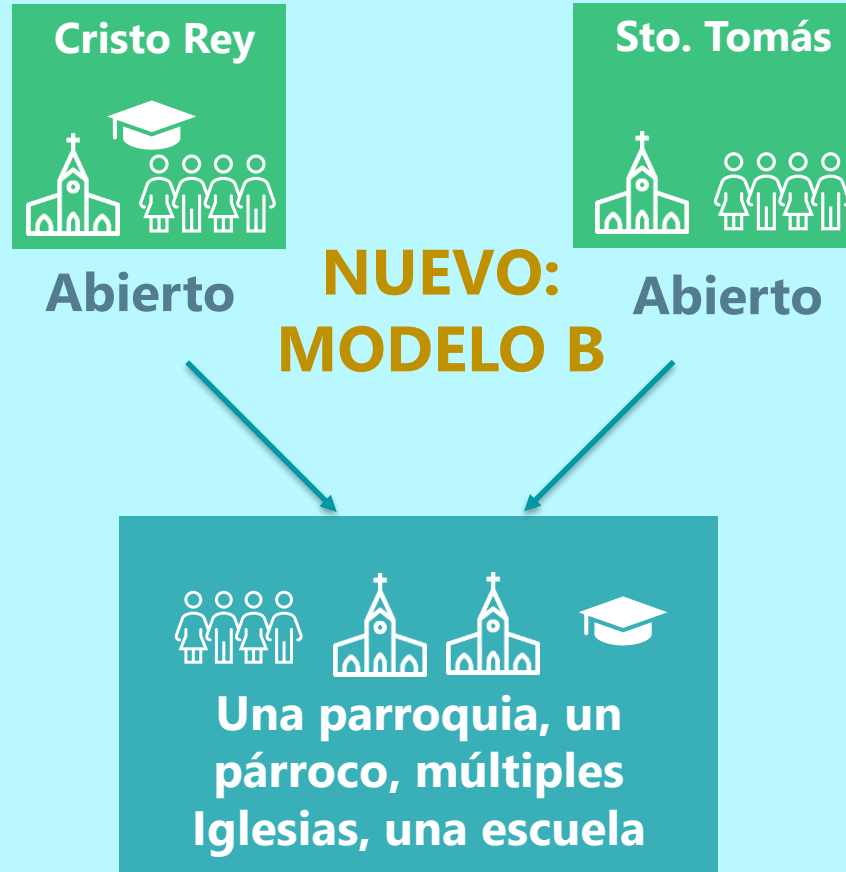 Cristo Rey
Sto. Tomás
Abierto
NUEVO:
MODELO B
Abierto
Una parroquia, un
párroco, múltiples
Iglesias, una escuela